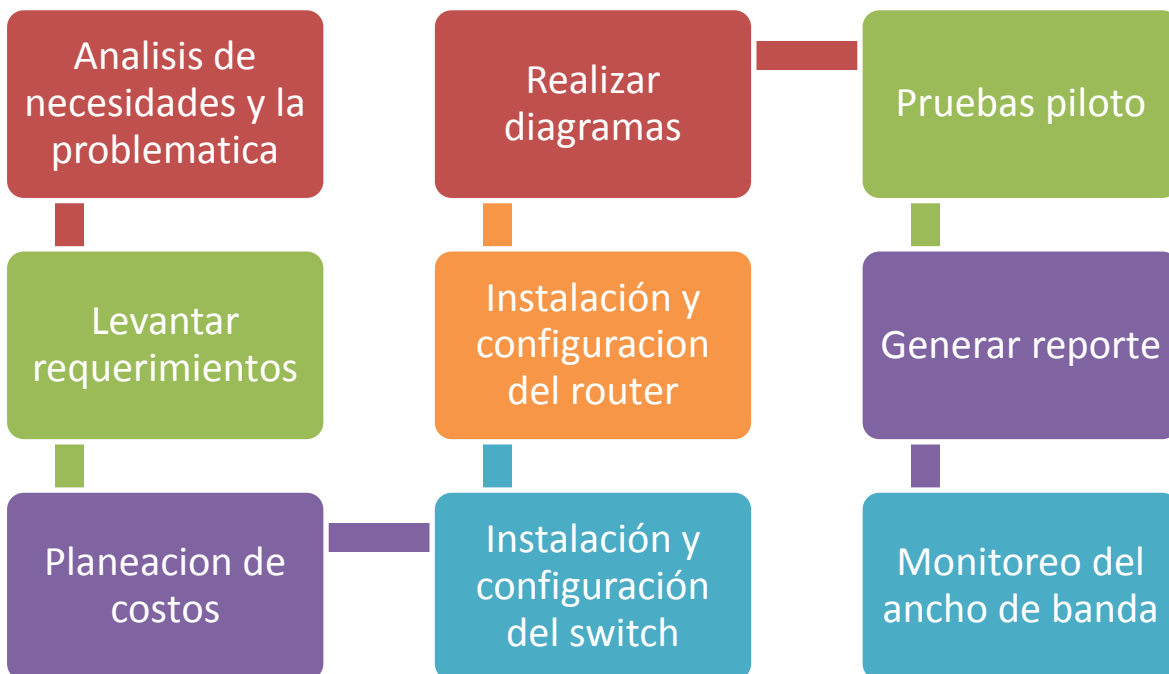 Analisis de
necesidades y la
problematica
Levantar
requerimientos
Planeacion de
costos
Instalación y
configuración
del switch
Instalación y
configuracion
del router
Realizar
diagramas
Pruebas piloto
Generar reporte
Monitoreo del
ancho de banda